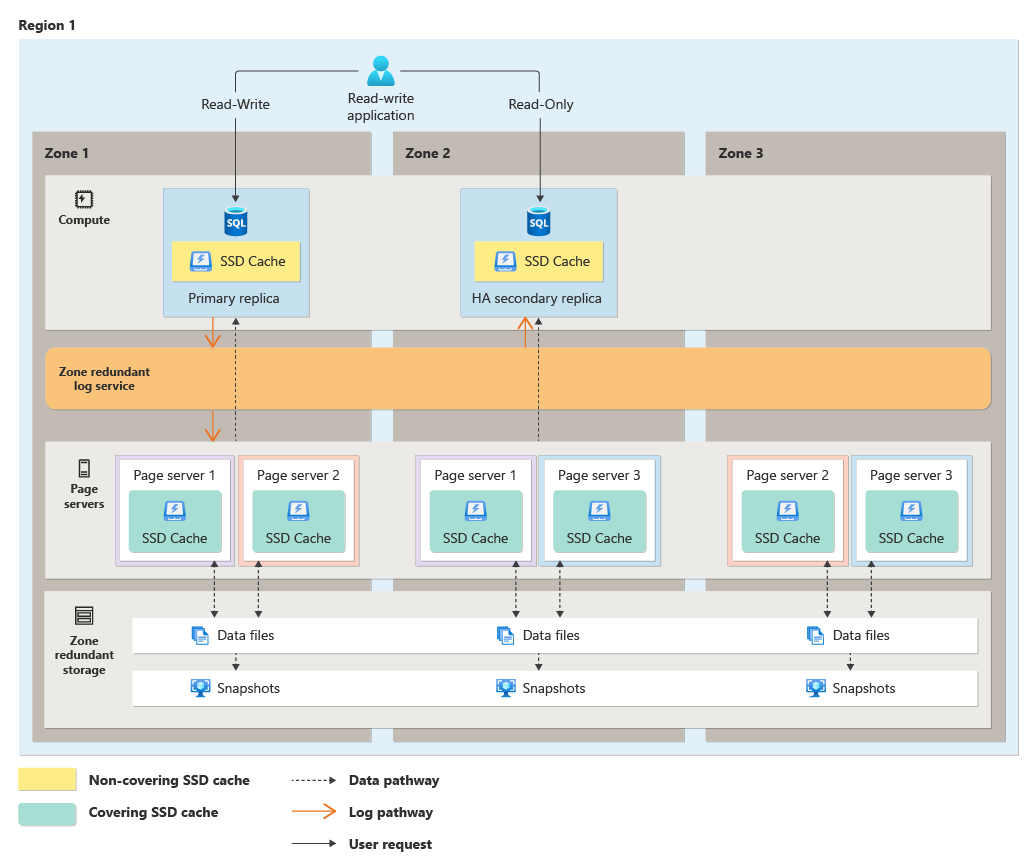 Region 1
Read-write
application
Read-Write
Read-Only
Zone 1
Zone 2
Zone 3
Compute
SQL
SSD Cache
Primary replica
SQL
SSD Cache
HA secondary replica
Zone redundant
log service
Page
servers
Page server 1
SSD Cache
Page server 2
SSD Cache
Page server 1
SSD Cache
Page server 3
SSD Cache
Page server 2
SSD Cache
Page server 3
SSD Cache
Zone
redundant
storage
Data files
Data files
Data files
Snapshots
Snapshots
Snapshots
Non-covering SSD cache
Covering SSD cache
Data pathway
Log pathway
User request